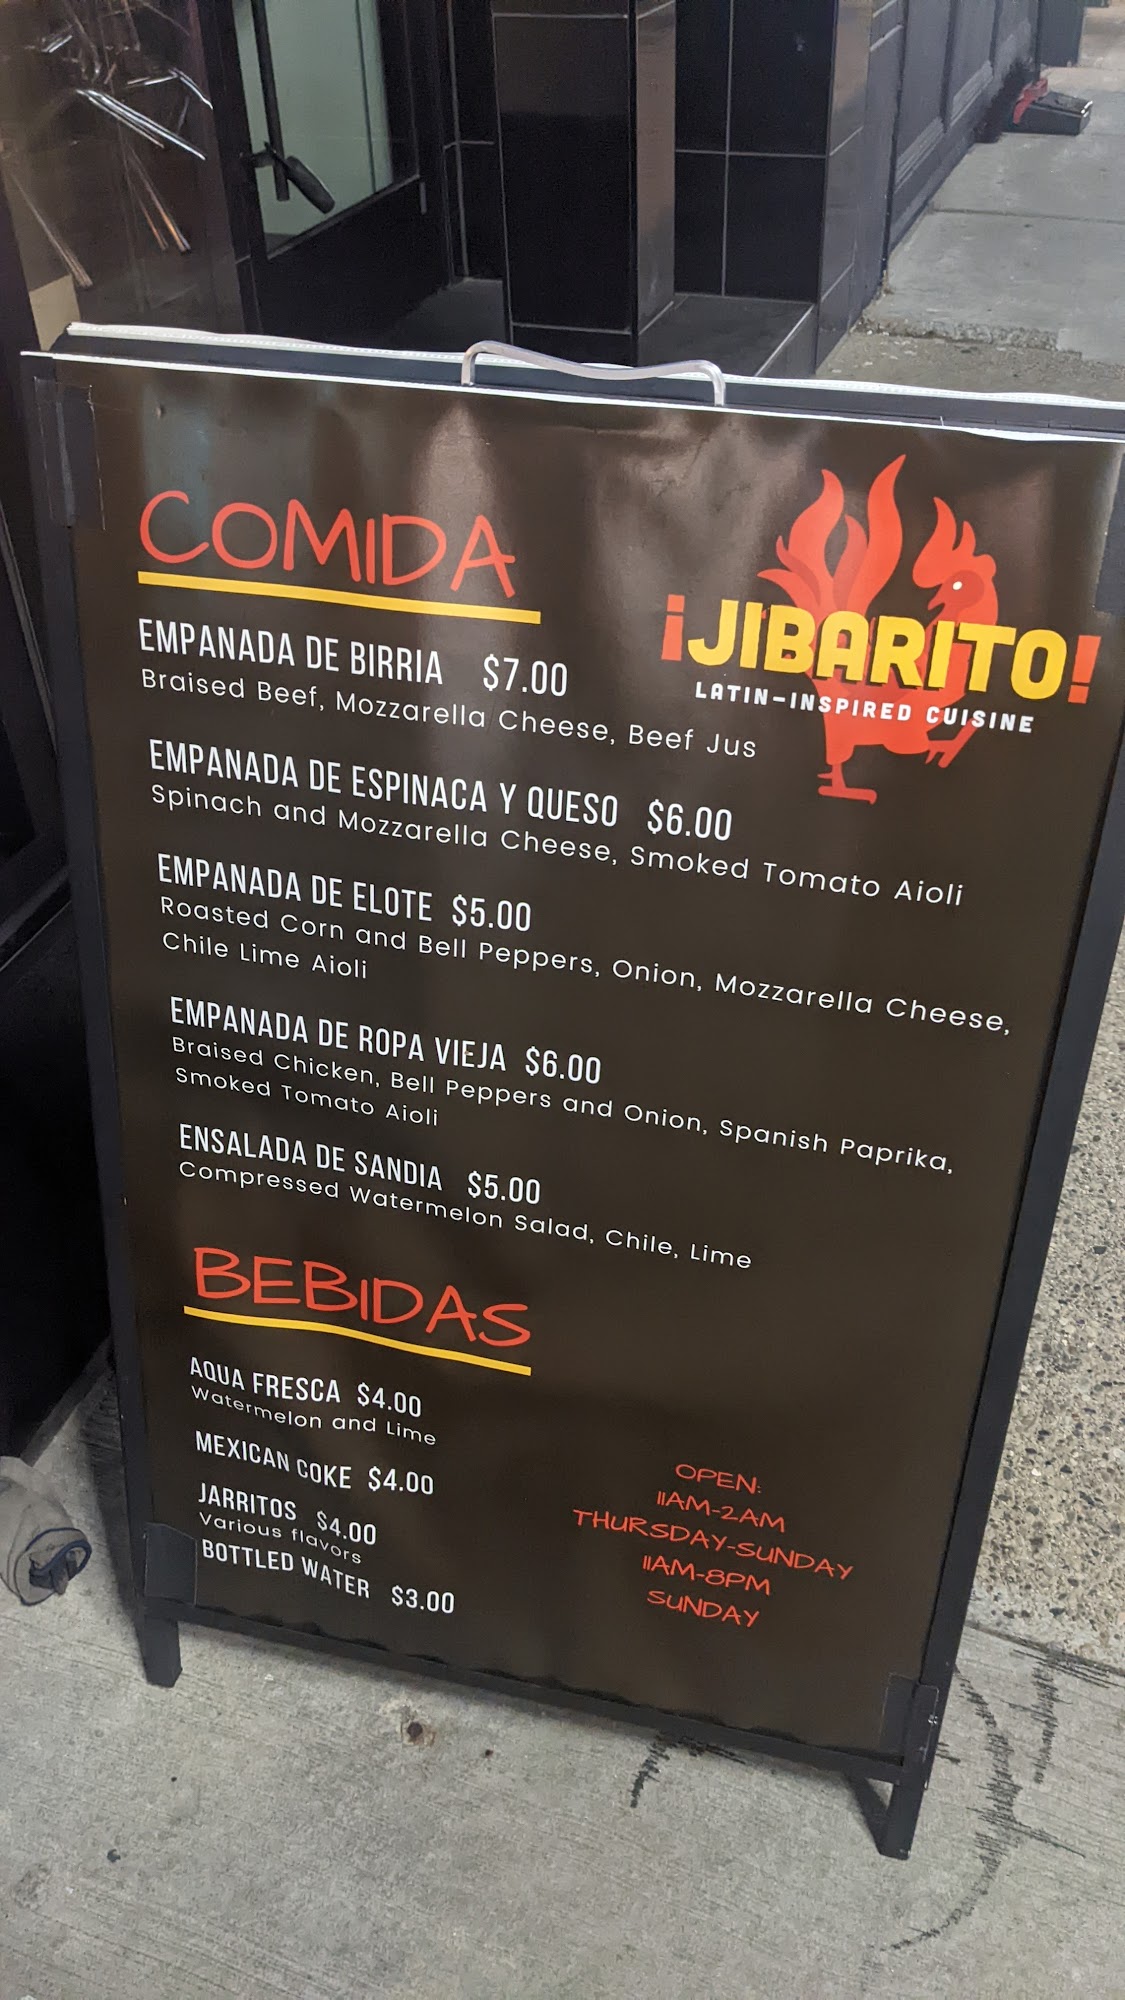 COMIDA
¡JIBARITO!
LATIN-INSPIRED CUISINE
EMPANADA DE BIRRIA $7.00
Braised Beef, Mozzarella Cheese, Beef Jus
EMPANADA DE ESPINACA Y QUESO $6.00
Spinach and Mozzarella Cheese, Smoked Tomato Aioli
EMPANADA DE ELOTE $5.00
Roasted Corn and Bell Peppers, Onion, Mozzarella Cheese,
Chile Lime Aioli
EMPANADA DE ROPA VIEJA $6.00
Braised Chicken, Bell Peppers and Onion, Spanish Paprika,
Smoked Tomato Aioli
ENSALADA DE SANDIA $5.00
Compressed Watermelon Salad, Chile, Lime
BEBIDAS
AQUA FRESCA $4.00
Watermelon and Lime
MEXICAN COKE $4.00
JARRITOS $4.00
Various flavors
BOTTLED WATER $3.00
OPEN:
11AM-2AM
THURSDAY-SUNDAY
11AM-8PM
SUNDAY